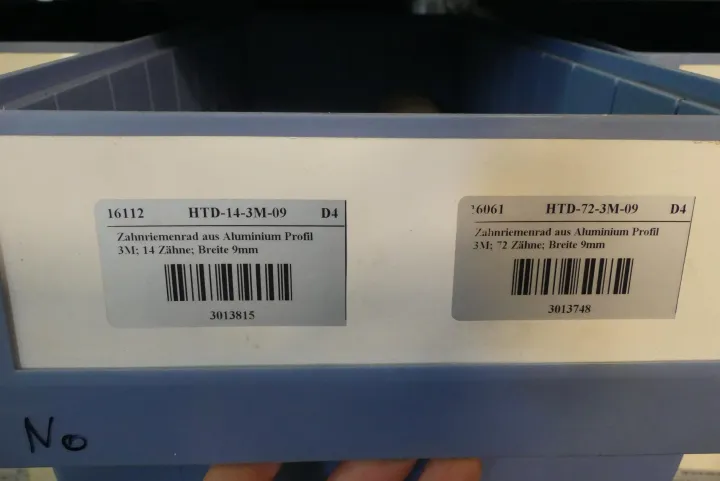 16112 HTD-14-3M-09 D4
Zahnriemenrad aus Aluminium Profil
3M; 14 Zähne; Breite 9mm
3013815
16061 HTD-72-3M-09 D4
Zahnriemenrad aus Aluminium Profil
3M; 72 Zähne; Breite 9mm
3013748
No